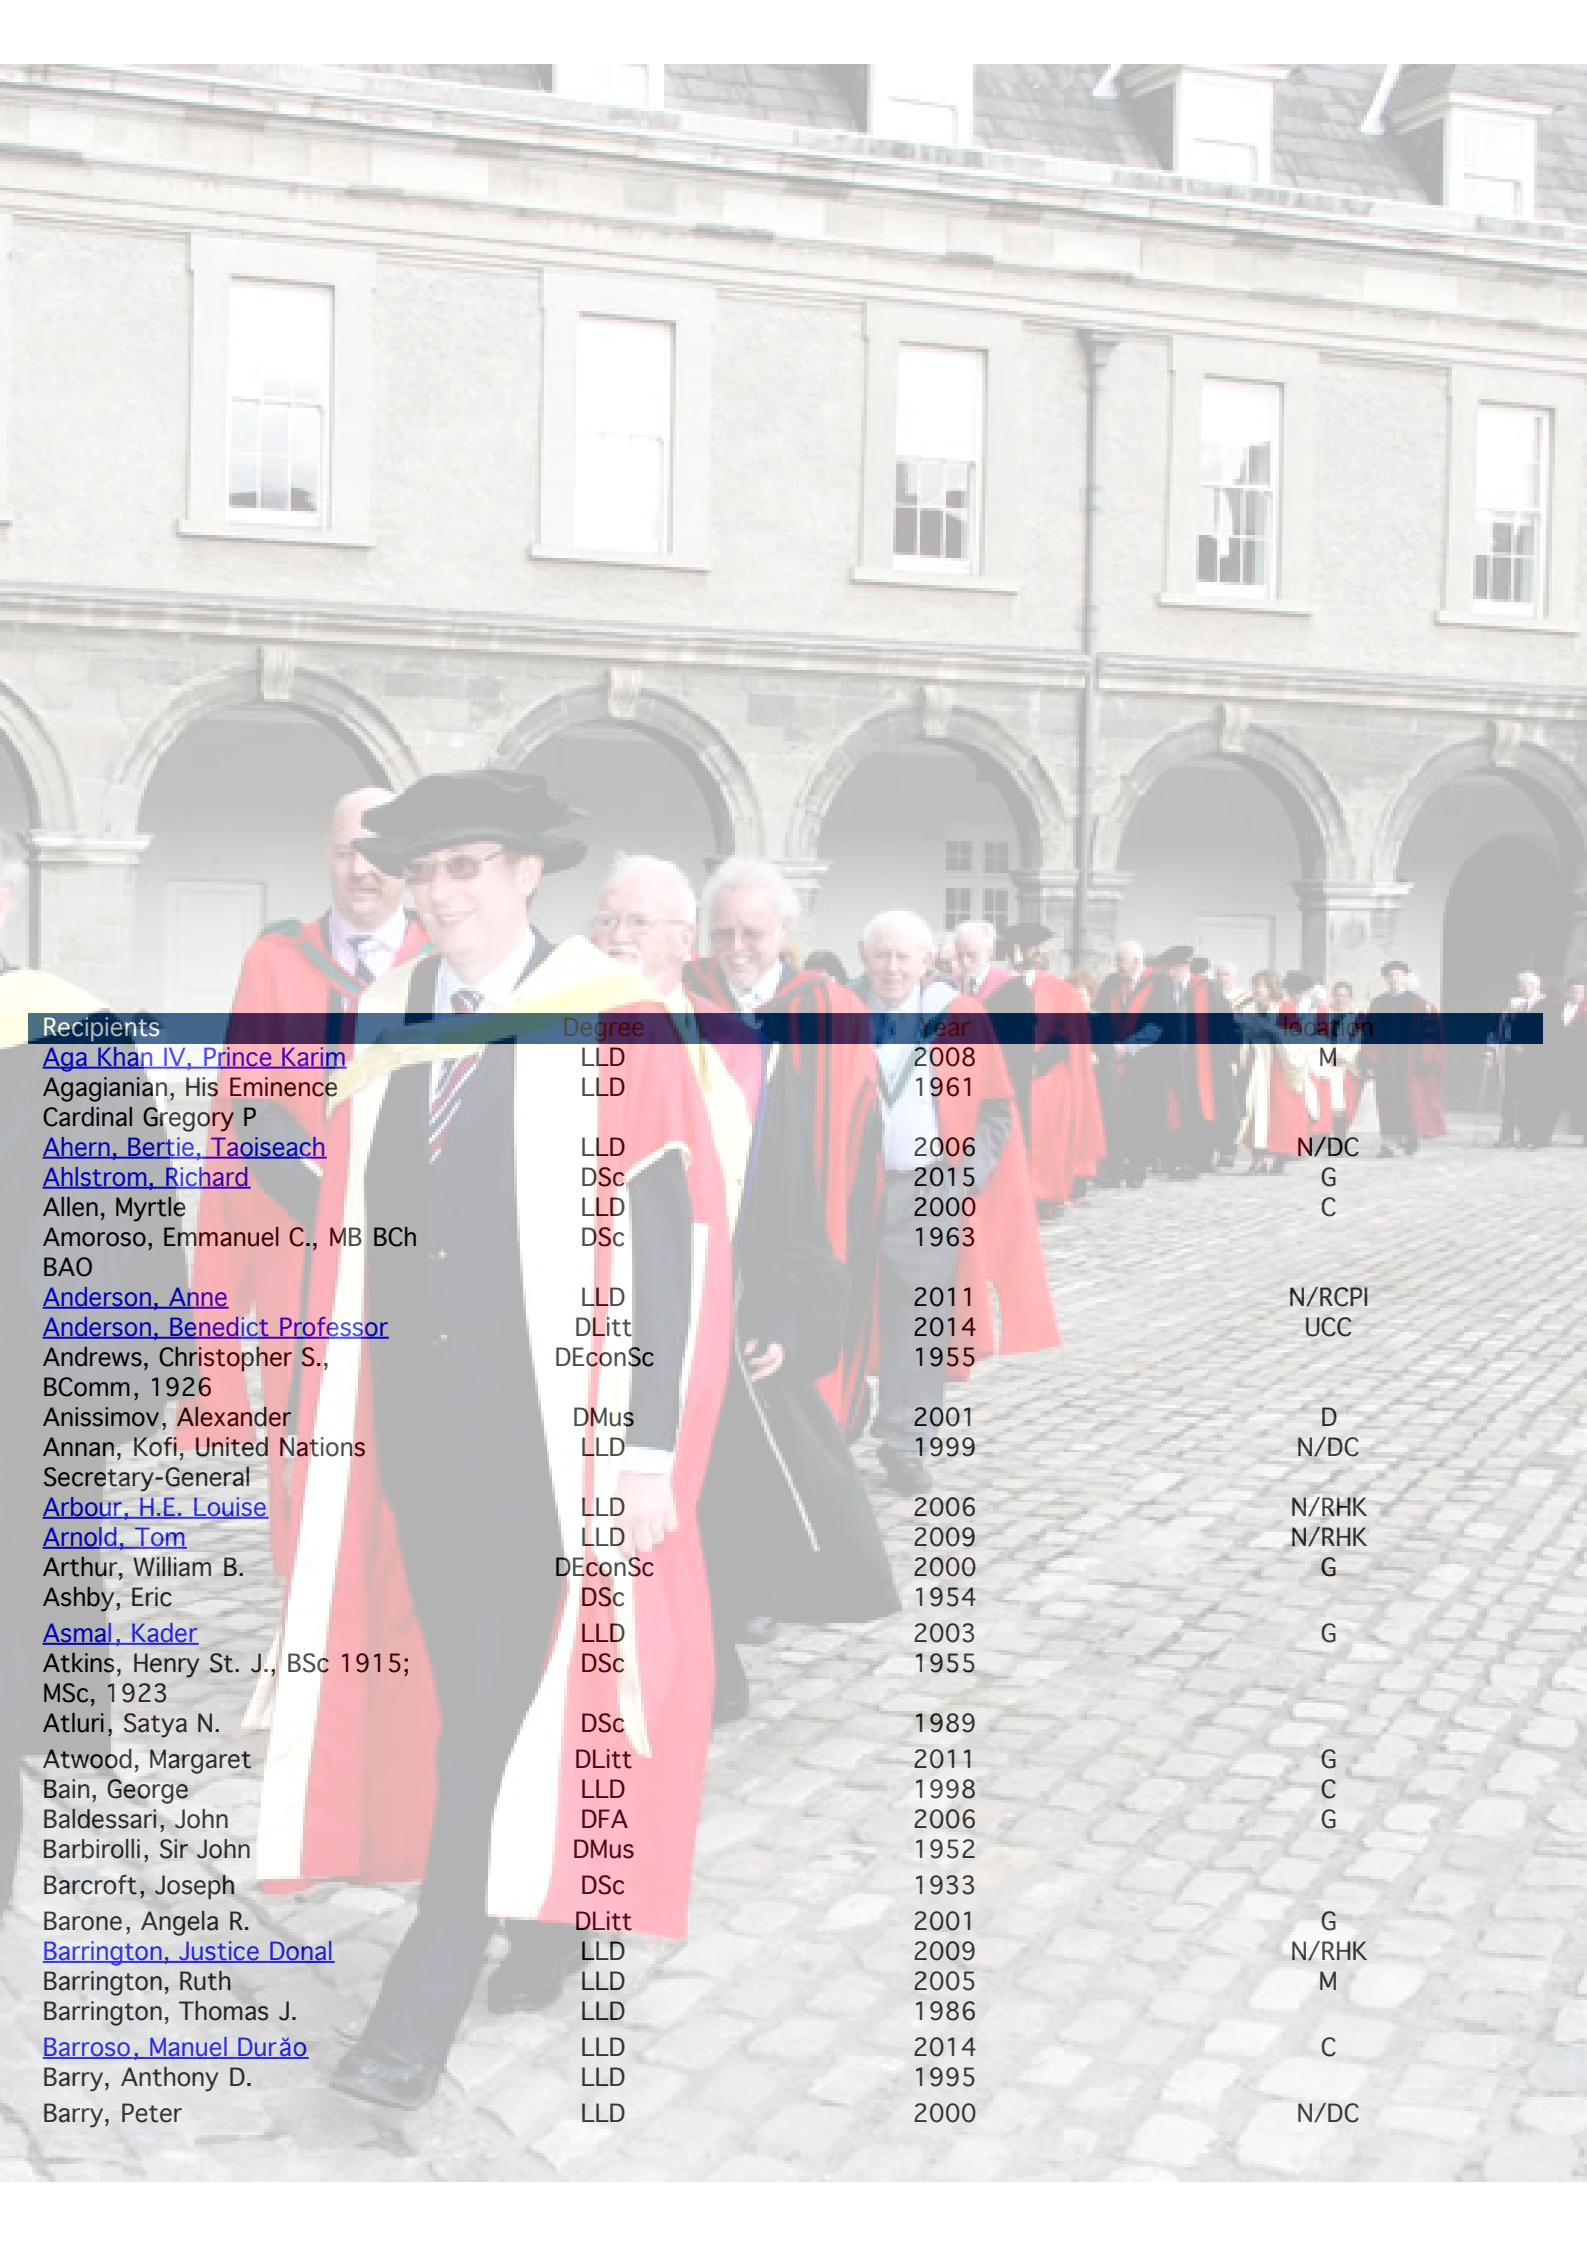 Recipients Degree Year location
Aga Khan IV, Prince Karim LLD 2008 M
Agagianian, His Eminence LLD 1961
Cardinal Gregory P
Ahern, Bertie, Taoiseach LLD 2006 N/DC
Ahlstrom, Richard DSc 2015 G
Allen, Myrtle LLD 2000 C
Amoroso, Emmanuel C., MB BCh DSc 1963
BAO
Anderson, Anne LLD 2011 N/RCPI
Anderson, Benedict Professor DLitt 2014 UCC
Andrews, Christopher S., DEconSc 1955
BComm, 1926
Anissimov, Alexander DMus 2001 D
Annan, Kofi, United Nations LLD 1999 N/DC
Secretary-General
Arbour, H.E. Louise LLD 2006 N/RHK
Arnold, Tom LLD 2009 N/RHK
Arthur, William B. DEconSc 2000 G
Ashby, Eric DSc 1954
Asmal, Kader LLD 2003 G
Atkins, Henry St. J., BSc 1915; DSc 1955
MSc, 1923
Atluri, Satya N. DSc 1989
Atwood, Margaret DLitt 2011 G
Bain, George LLD 1998 C
Baldessari, John DFA 2006 G
Barbirolli, Sir John DMus 1952
Barcroft, Joseph DSc 1933
Barone, Angela R. DLitt 2001 G
Barrington, Justice Donal LLD 2009 N/RHK
Barrington, Ruth LLD 2005 M
Barrington, Thomas J. LLD 1986
Barroso, Manuel Durăo LLD 2014 C
Barry, Anthony D. LLD 1995
Barry, Peter LLD 2000 N/DC